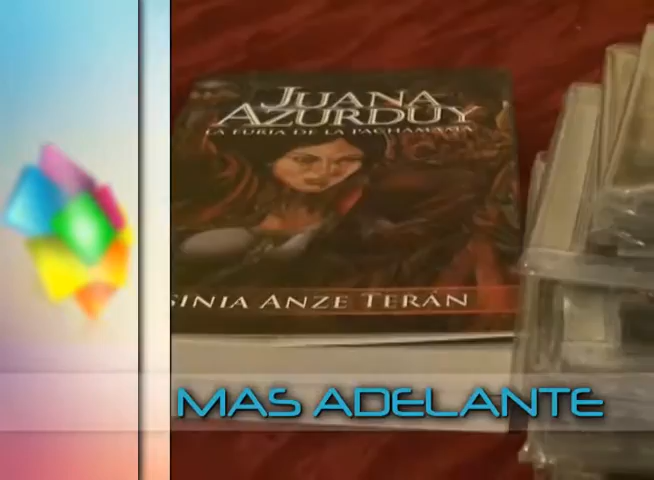 JUANA
AZURDUY
LA FURIA DE LA PACHAMAMA
SINIA ANZE TERÁN
MAS ADELANTE